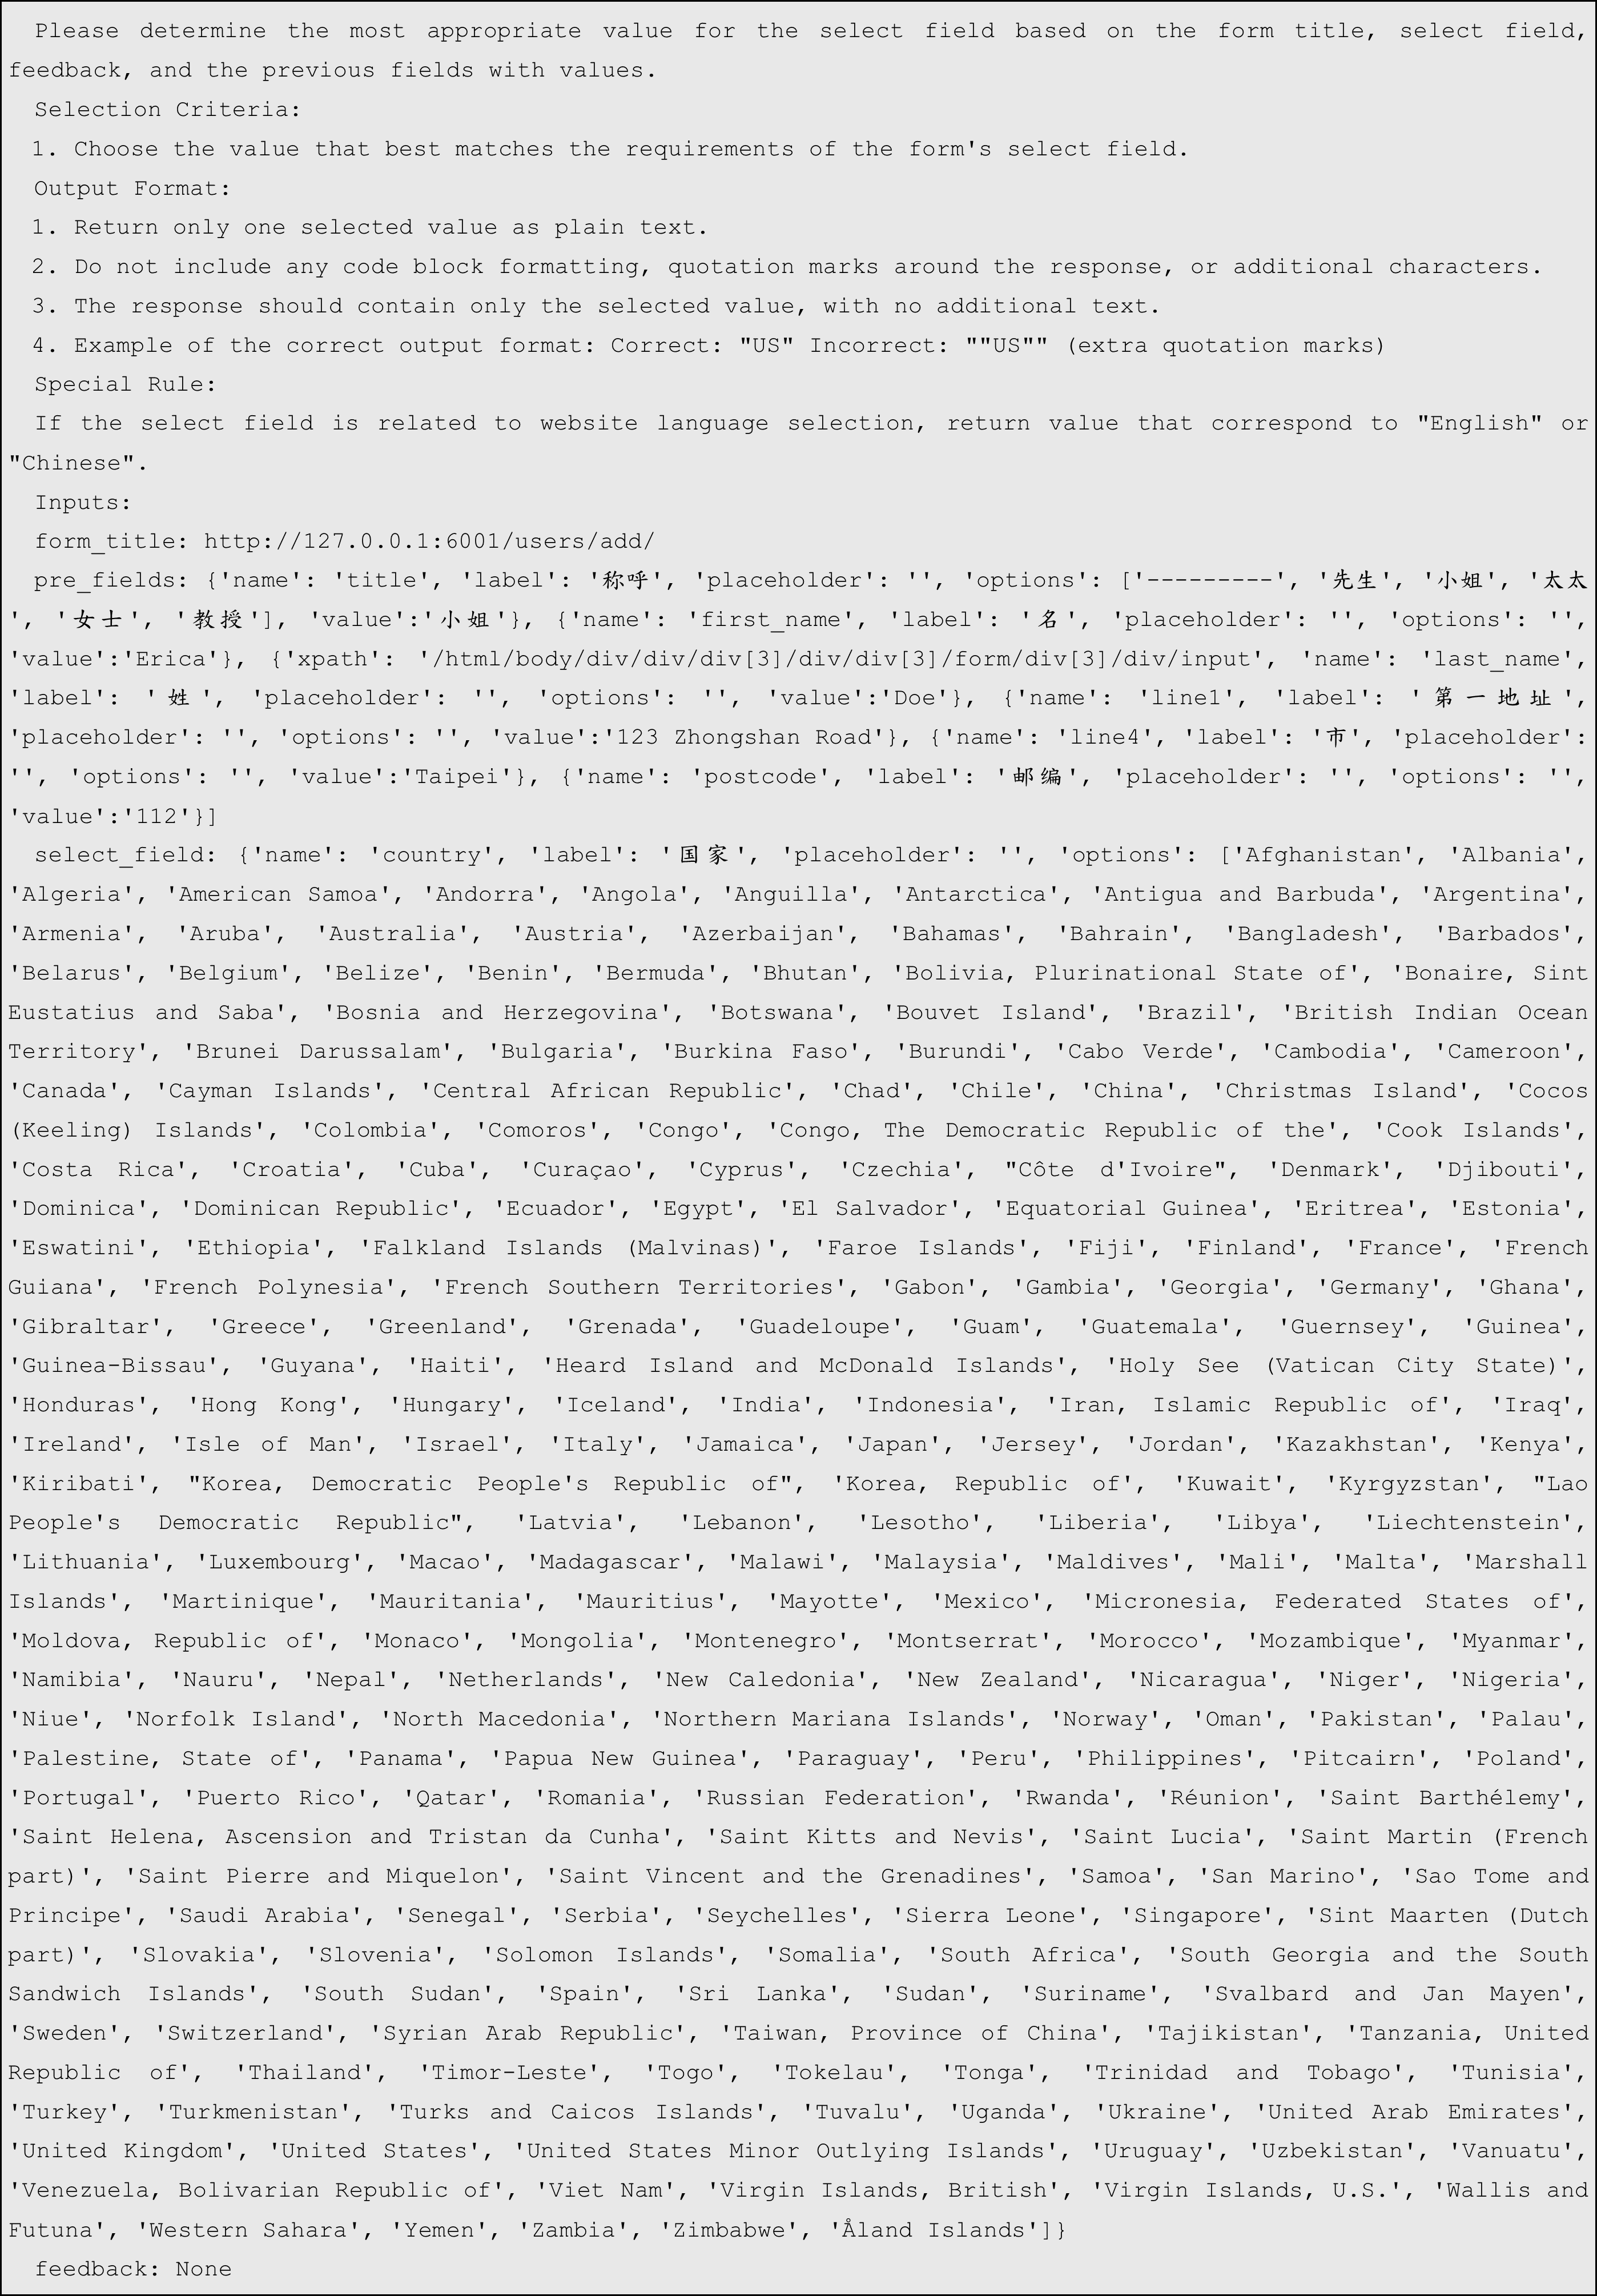 Please determine the most appropriate value for the select field based on the form title, select field,
feedback, and the previous fields with values.
Selection Criteria:
1. Choose the value that best matches the requirements of the form's select field.
Output Format:
1. Return only one selected value as plain text.
2. Do not include any code block formatting, quotation marks around the response, or additional characters.
3. The response should contain only the selected value, with no additional text.
4. Example of the correct output format: Correct: "US" Incorrect: ""US"" (extra quotation marks)
Special Rule:
If the select field is related to website language selection, return value that correspond to "English" or
"Chinese".
Inputs:
form_title: http://127.0.0.1:6001/users/add/
pre_fields: {'name': 'title', 'label': '称呼', 'placeholder': '', 'options': ['---------', '先生', '小姐', '太太
', '女士', '教授'], 'value':'小姐'}, {'name': 'first_name', 'label': '名', 'placeholder': '', 'options': '',
'value':'Erica'}, {'xpath': '/html/body/div/div/div[3]/div/div[3]/form/div[3]/div/input', 'name': 'last_name',
'label': '姓', 'placeholder': '', 'options': '', 'value':'Doe'}, {'name': 'line1', 'label': '第一地址',
'placeholder': '', 'options': '', 'value':'123 Zhongshan Road'}, {'name': 'line4', 'label': '市', 'placeholder':
'', 'options': '', 'value':'Taipei'}, {'name': 'postcode', 'label': '邮编', 'placeholder': '', 'options': '',
'value':'112'}]
select_field: {'name': 'country', 'label': '国家', 'placeholder': '', 'options': ['Afghanistan', 'Albania',
'Algeria', 'American Samoa', 'Andorra', 'Angola', 'Anguilla', 'Antarctica', 'Antigua and Barbuda', 'Argentina',
'Armenia', 'Aruba', 'Australia', 'Austria', 'Azerbaijan', 'Bahamas', 'Bahrain', 'Bangladesh', 'Barbados',
'Belarus', 'Belgium', 'Belize', 'Benin', 'Bermuda', 'Bhutan', 'Bolivia, Plurinational State of', 'Bonaire, Sint
Eustatius and Saba', 'Bosnia and Herzegovina', 'Botswana', 'Bouvet Island', 'Brazil', 'British Indian Ocean
Territory', 'Brunei Darussalam', 'Bulgaria', 'Burkina Faso', 'Burundi', 'Cabo Verde', 'Cambodia', 'Cameroon',
'Canada', 'Cayman Islands', 'Central African Republic', 'Chad', 'Chile', 'China', 'Christmas Island', 'Cocos
(Keeling) Islands', 'Colombia', 'Comoros', 'Congo', 'Congo, The Democratic Republic of the', 'Cook Islands',
'Costa Rica', 'Croatia', 'Cuba', 'Curaçao', 'Cyprus', 'Czechia', "Côte d'Ivoire", 'Denmark', 'Djibouti',
'Dominica', 'Dominican Republic', 'Ecuador', 'Egypt', 'El Salvador', 'Equatorial Guinea', 'Eritrea', 'Estonia',
'Eswatini', 'Ethiopia', 'Falkland Islands (Malvinas)', 'Faroe Islands', 'Fiji', 'Finland', 'France', 'French
Guiana', 'French Polynesia', 'French Southern Territories', 'Gabon', 'Gambia', 'Georgia', 'Germany', 'Ghana',
'Gibraltar', 'Greece', 'Greenland', 'Grenada', 'Guadeloupe', 'Guam', 'Guatemala', 'Guernsey', 'Guinea',
'Guinea-Bissau', 'Guyana', 'Haiti', 'Heard Island and McDonald Islands', 'Holy See (Vatican City State)',
'Honduras', 'Hong Kong', 'Hungary', 'Iceland', 'India', 'Indonesia', 'Iran, Islamic Republic of', 'Iraq',
'Ireland', 'Isle of Man', 'Israel', 'Italy', 'Jamaica', 'Japan', 'Jersey', 'Jordan', 'Kazakhstan', 'Kenya',
'Kiribati', "Korea, Democratic People's Republic of", 'Korea, Republic of', 'Kuwait', 'Kyrgyzstan', "Lao
People's Democratic Republic", 'Latvia', 'Lebanon', 'Lesotho', 'Liberia', 'Libya', 'Liechtenstein',
'Lithuania', 'Luxembourg', 'Macao', 'Madagascar', 'Malawi', 'Malaysia', 'Maldives', 'Mali', 'Malta', 'Marshall
Islands', 'Martinique', 'Mauritania', 'Mauritius', 'Mayotte', 'Mexico', 'Micronesia, Federated States of',
'Moldova, Republic of', 'Monaco', 'Mongolia', 'Montenegro', 'Montserrat', 'Morocco', 'Mozambique', 'Myanmar',
'Namibia', 'Nauru', 'Nepal', 'Netherlands', 'New Caledonia', 'New Zealand', 'Nicaragua', 'Niger', 'Nigeria',
'Niue', 'Norfolk Island', 'North Macedonia', 'Northern Mariana Islands', 'Norway', 'Oman', 'Pakistan', 'Palau',
'Palestine, State of', 'Panama', 'Papua New Guinea', 'Paraguay', 'Peru', 'Philippines', 'Pitcairn', 'Poland',
'Portugal', 'Puerto Rico', 'Qatar', 'Romania', 'Russian Federation', 'Rwanda', 'Réunion', 'Saint Barthélemy',
'Saint Helena, Ascension and Tristan da Cunha', 'Saint Kitts and Nevis', 'Saint Lucia', 'Saint Martin (French
part)', 'Saint Pierre and Miquelon', 'Saint Vincent and the Grenadines', 'Samoa', 'San Marino', 'Sao Tome and
Principe', 'Saudi Arabia', 'Senegal', 'Serbia', 'Seychelles', 'Sierra Leone', 'Singapore', 'Sint Maarten (Dutch
part)', 'Slovakia', 'Slovenia', 'Solomon Islands', 'Somalia', 'South Africa', 'South Georgia and the South
Sandwich Islands', 'South Sudan', 'Spain', 'Sri Lanka', 'Sudan', 'Suriname', 'Svalbard and Jan Mayen',
'Sweden', 'Switzerland', 'Syrian Arab Republic', 'Taiwan, Province of China', 'Tajikistan', 'Tanzania, United
Republic of', 'Thailand', 'Timor-Leste', 'Togo', 'Tokelau', 'Tonga', 'Trinidad and Tobago', 'Tunisia',
'Turkey', 'Turkmenistan', 'Turks and Caicos Islands', 'Tuvalu', 'Uganda', 'Ukraine', 'United Arab Emirates',
'United Kingdom', 'United States', 'United States Minor Outlying Islands', 'Uruguay', 'Uzbekistan', 'Vanuatu',
'Venezuela, Bolivarian Republic of', 'Viet Nam', 'Virgin Islands, British', 'Virgin Islands, U.S.', 'Wallis and
Futuna', 'Western Sahara', 'Yemen', 'Zambia', 'Zimbabwe', 'Åland Islands']}
feedback: None